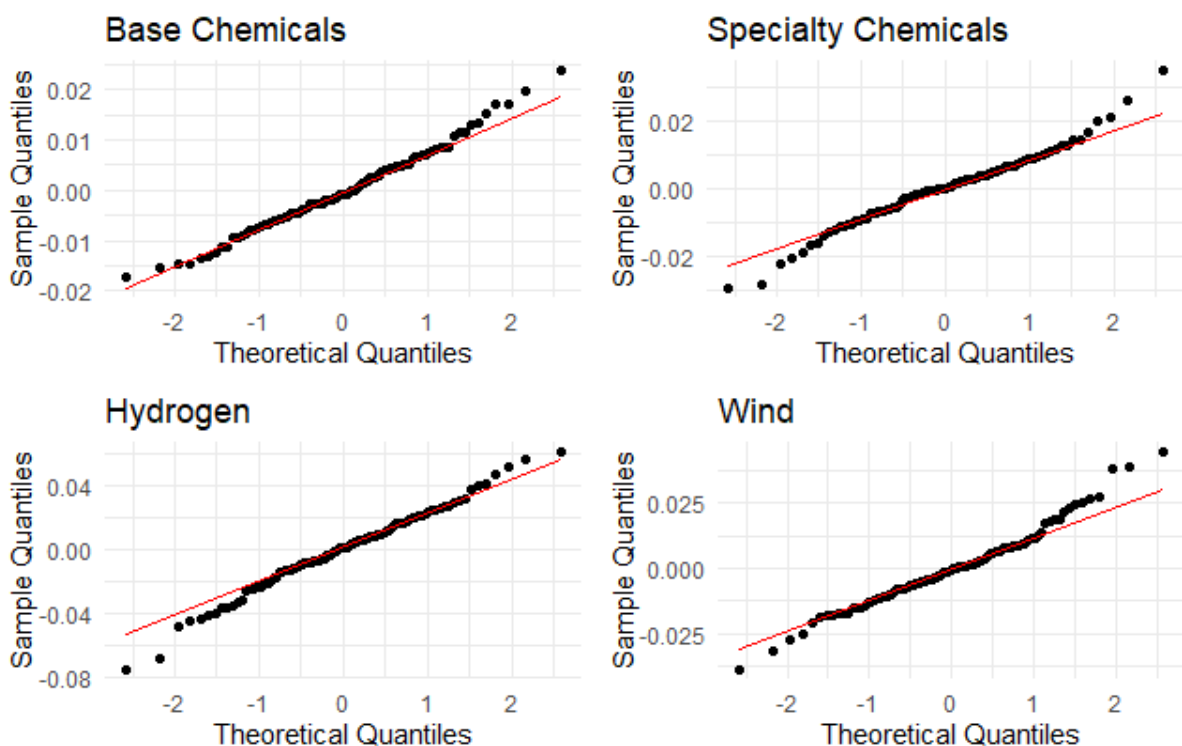 Base Chemicals
Sample Quantiles
0.02
0.01
0.00
-0.01
-0.02
-2 -1 0 1 2
Theoretical Quantiles
Specialty Chemicals
Sample Quantiles
0.02
0.00
-0.02
-2 -1 0 1 2
Theoretical Quantiles
Hydrogen
Sample Quantiles
0.04
0.00
-0.04
-0.08
-2 -1 0 1 2
Theoretical Quantiles
Wind
Sample Quantiles
0.025
0.000
-0.025
-2 -1 0 1 2
Theoretical Quantiles